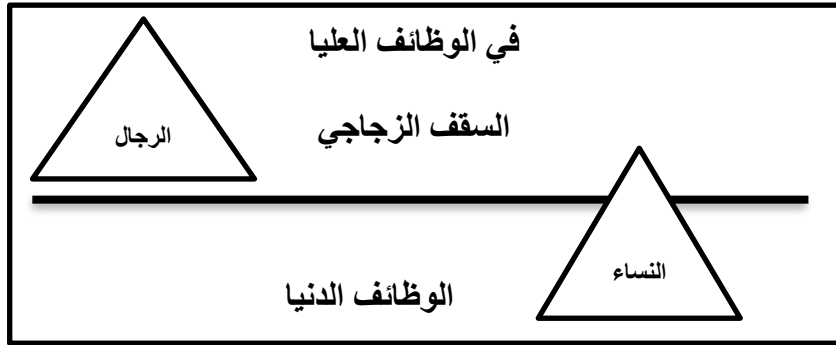 في الوظائف العليا
السقف الزجاجي
الرجال
النساء
الوظائف الدنيا